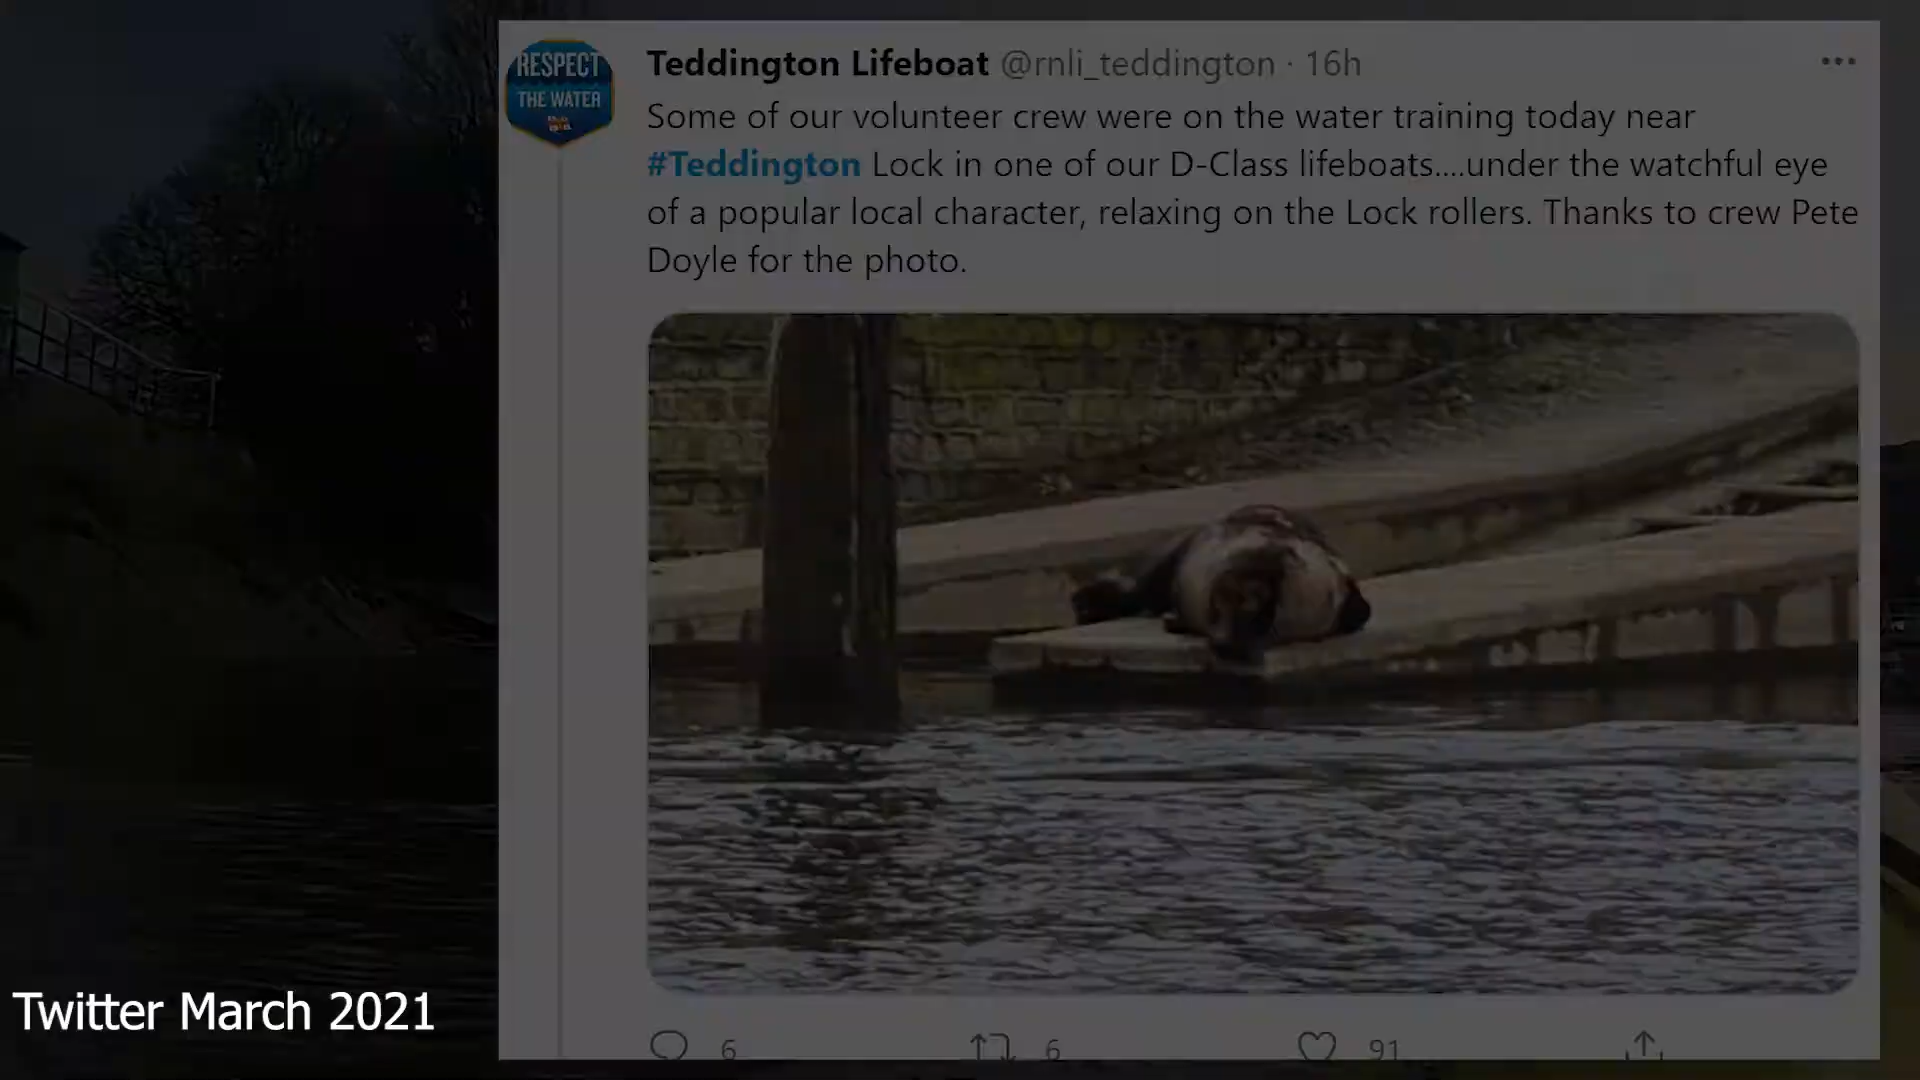 RESPECT
THE WATER
Teddington Lifeboat @rnli_teddington · 16h
Some of our volunteer crew were on the water training today near
#Teddington Lock in one of our D-Class lifeboats....under the watchful eye
of a popular local character, relaxing on the Lock rollers. Thanks to crew Pete
Doyle for the photo.
6 6 91
Twitter March 2021